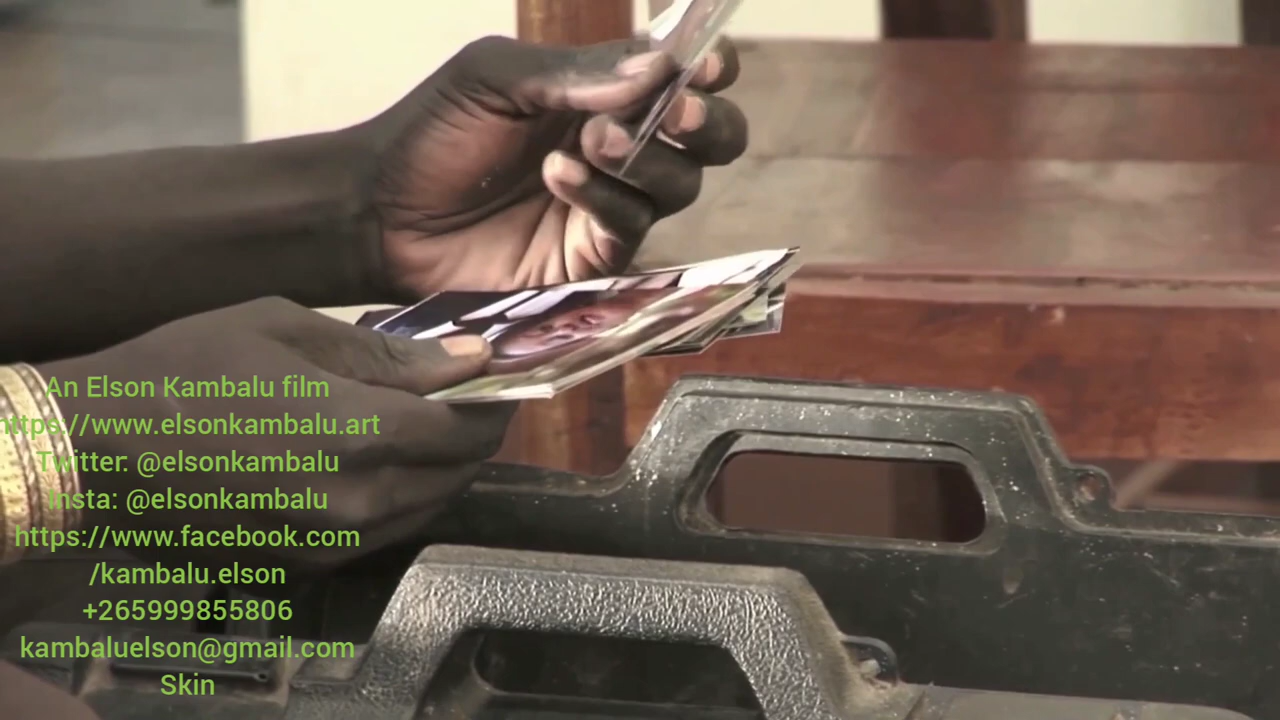 An Elson Kambalu film
https://www.elsonkambalu.art
Twitter: @elsonkambalu
Insta: @elsonkambalu
https://www.facebook.com
/kambalu.elson
+265999855806
kambaluelson@gmail.com
Skin